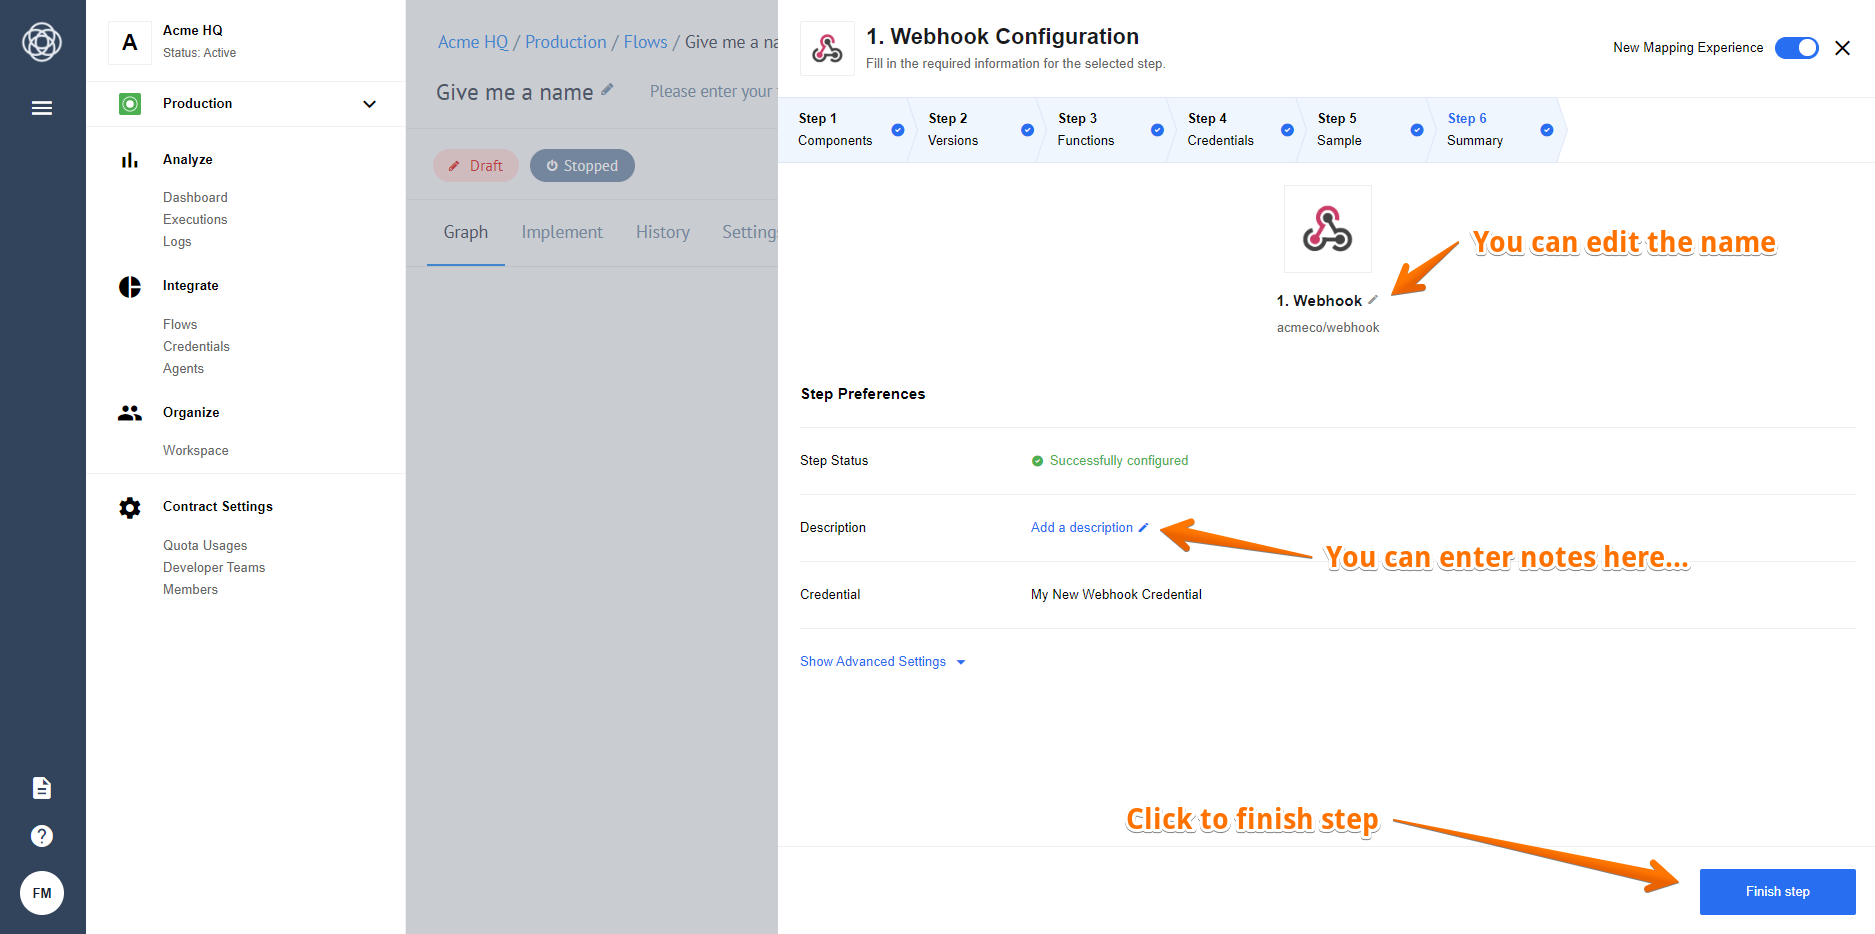 A
Acme HQ
Status: Active
Production
Analyze
Dashboard
Executions
Logs
Integrate
Flows
Credentials
Agents
Organize
Workspace
Contract Settings
Quota Usages
Developer Teams
Members
?
FM
Acme HQ / Production / Flows / Give me a na
Give me a name
Please enter your
Draft
Stopped
Graph
Implement
History
Settings
1. Webhook Configuration
Fill in the required information for the selected step.
New Mapping Experience
Step 1
Components
Step 2
Versions
Step 3
Functions
Step 4
Credentials
Step 5
Sample
Step 6
Summary
You can edit the name
1. Webhook
acmeco/webhook
Step Preferences
Step Status
Successfully configured
Description
Add a description
You can enter notes here...
Credential
My New Webhook Credential
Show Advanced Settings
Click to finish step
Finish step